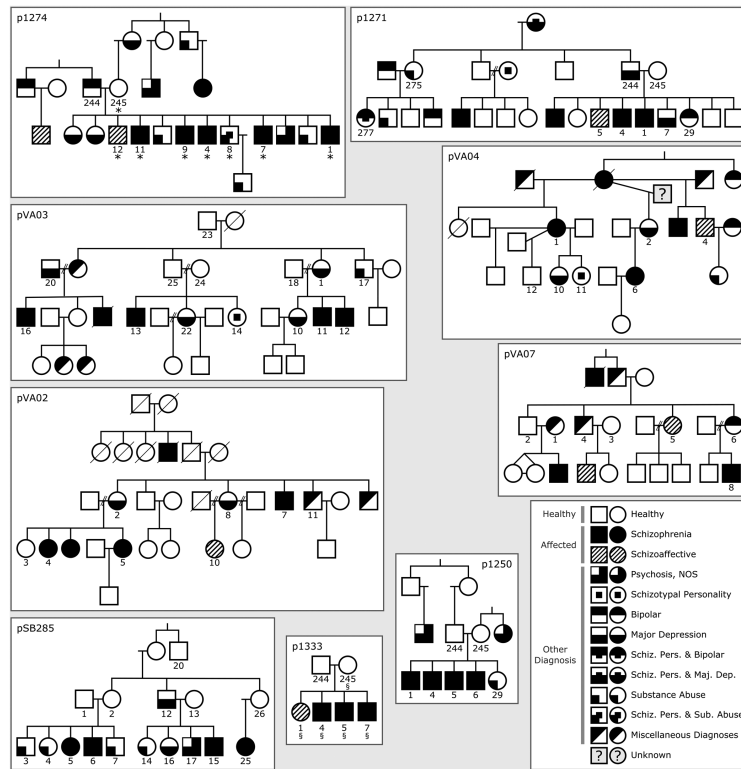 p1274
244 245
*
12 11 9 4 8 7 1
* * * * * * *
p1271
275 244 245
277 5 4 1 7 29
pVA04
?
1 2 4
12 10 11 6
pVA03
23
20 25 24 18 1 17
16 13 22 14 10 11 12
pVA07
2 1 4 3 5 6
8
pVA02
2 8 7 11
3 4 5 10
p1250
244 245
1 4 5 6 29
pSB285
20
1 2 12 13 26
3 4 5 6 7 14 16 17 15 25
p1333
244 245
§
1 4 5 7
§ § § §
Healthy Healthy
Affected Schizophrenia
Schizoaffective
Other
Diagnosis
Psychosis, NOS
Schizotypal Personality
Bipolar
Major Depression
Schiz. Pers. & Bipolar
Schiz. Pers. & Maj. Dep.
Substance Abuse
Schiz. Pers. & Sub. Abuse
Miscellaneous Diagnoses
? ? Unknown